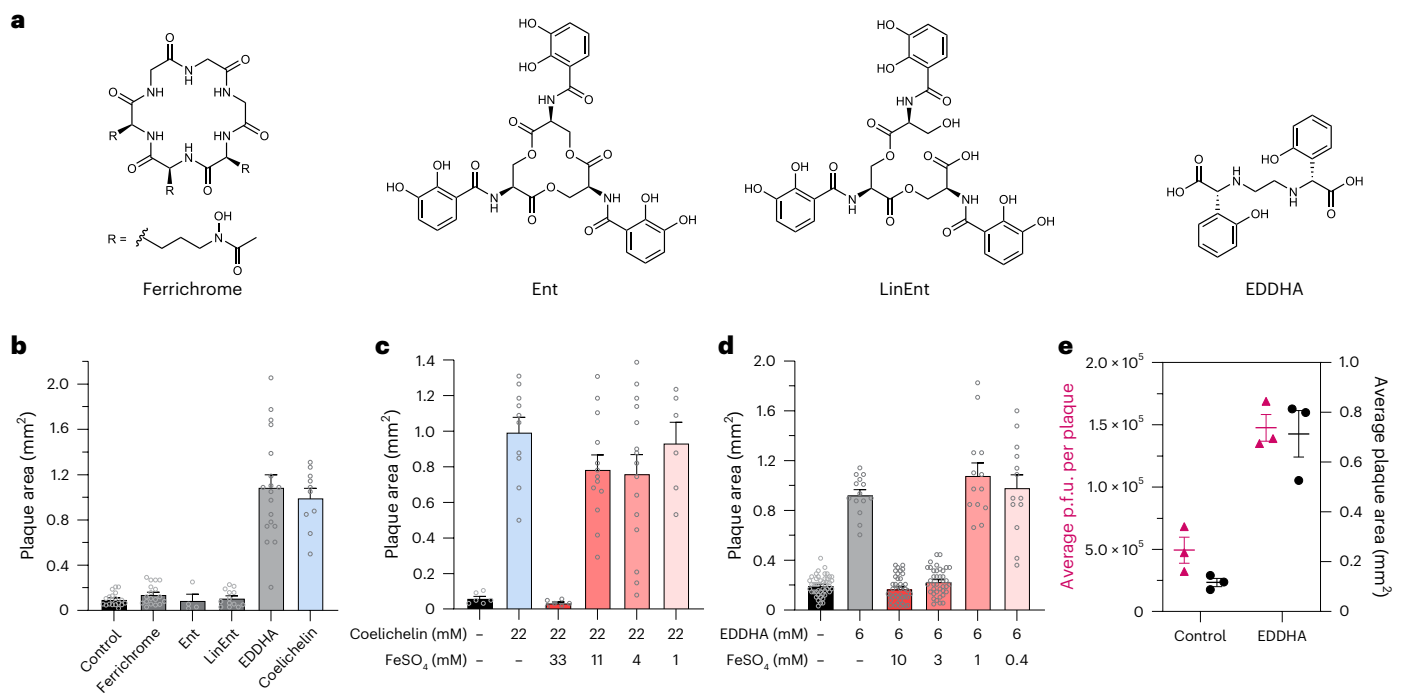 a
Ferrichrome
Ent
LinEnt
EDDHA
O
N
H
NH
HN
R
R =
OH
HO
b
Plaque area (mm²)
2.0
1.6
1.2
0.8
0.4
0
Control
Ferrichrome
Ent
LinEnt
EDDHA
Coelichelin
c
Plaque area (mm²)
1.4
1.2
1.0
0.8
0.6
0.4
0.2
0
Coelichelin (mM) – 22 22 22 22 22
FeSO₄ (mM) – – 33 11 4 1
d
Plaque area (mm²)
2.0
1.6
1.2
0.8
0.4
0
EDDHA (mM) – 6 6 6 6 6
FeSO₄ (mM) – – 10 3 1 0.4
e
Average p.f.u. per plaque
2.0 × 10⁵
1.5 × 10⁵
1.0 × 10⁵
5.0 × 10⁵
0
Average plaque area (mm²)
1.0
0.8
0.6
0.4
0.2
0
Control
EDDHA